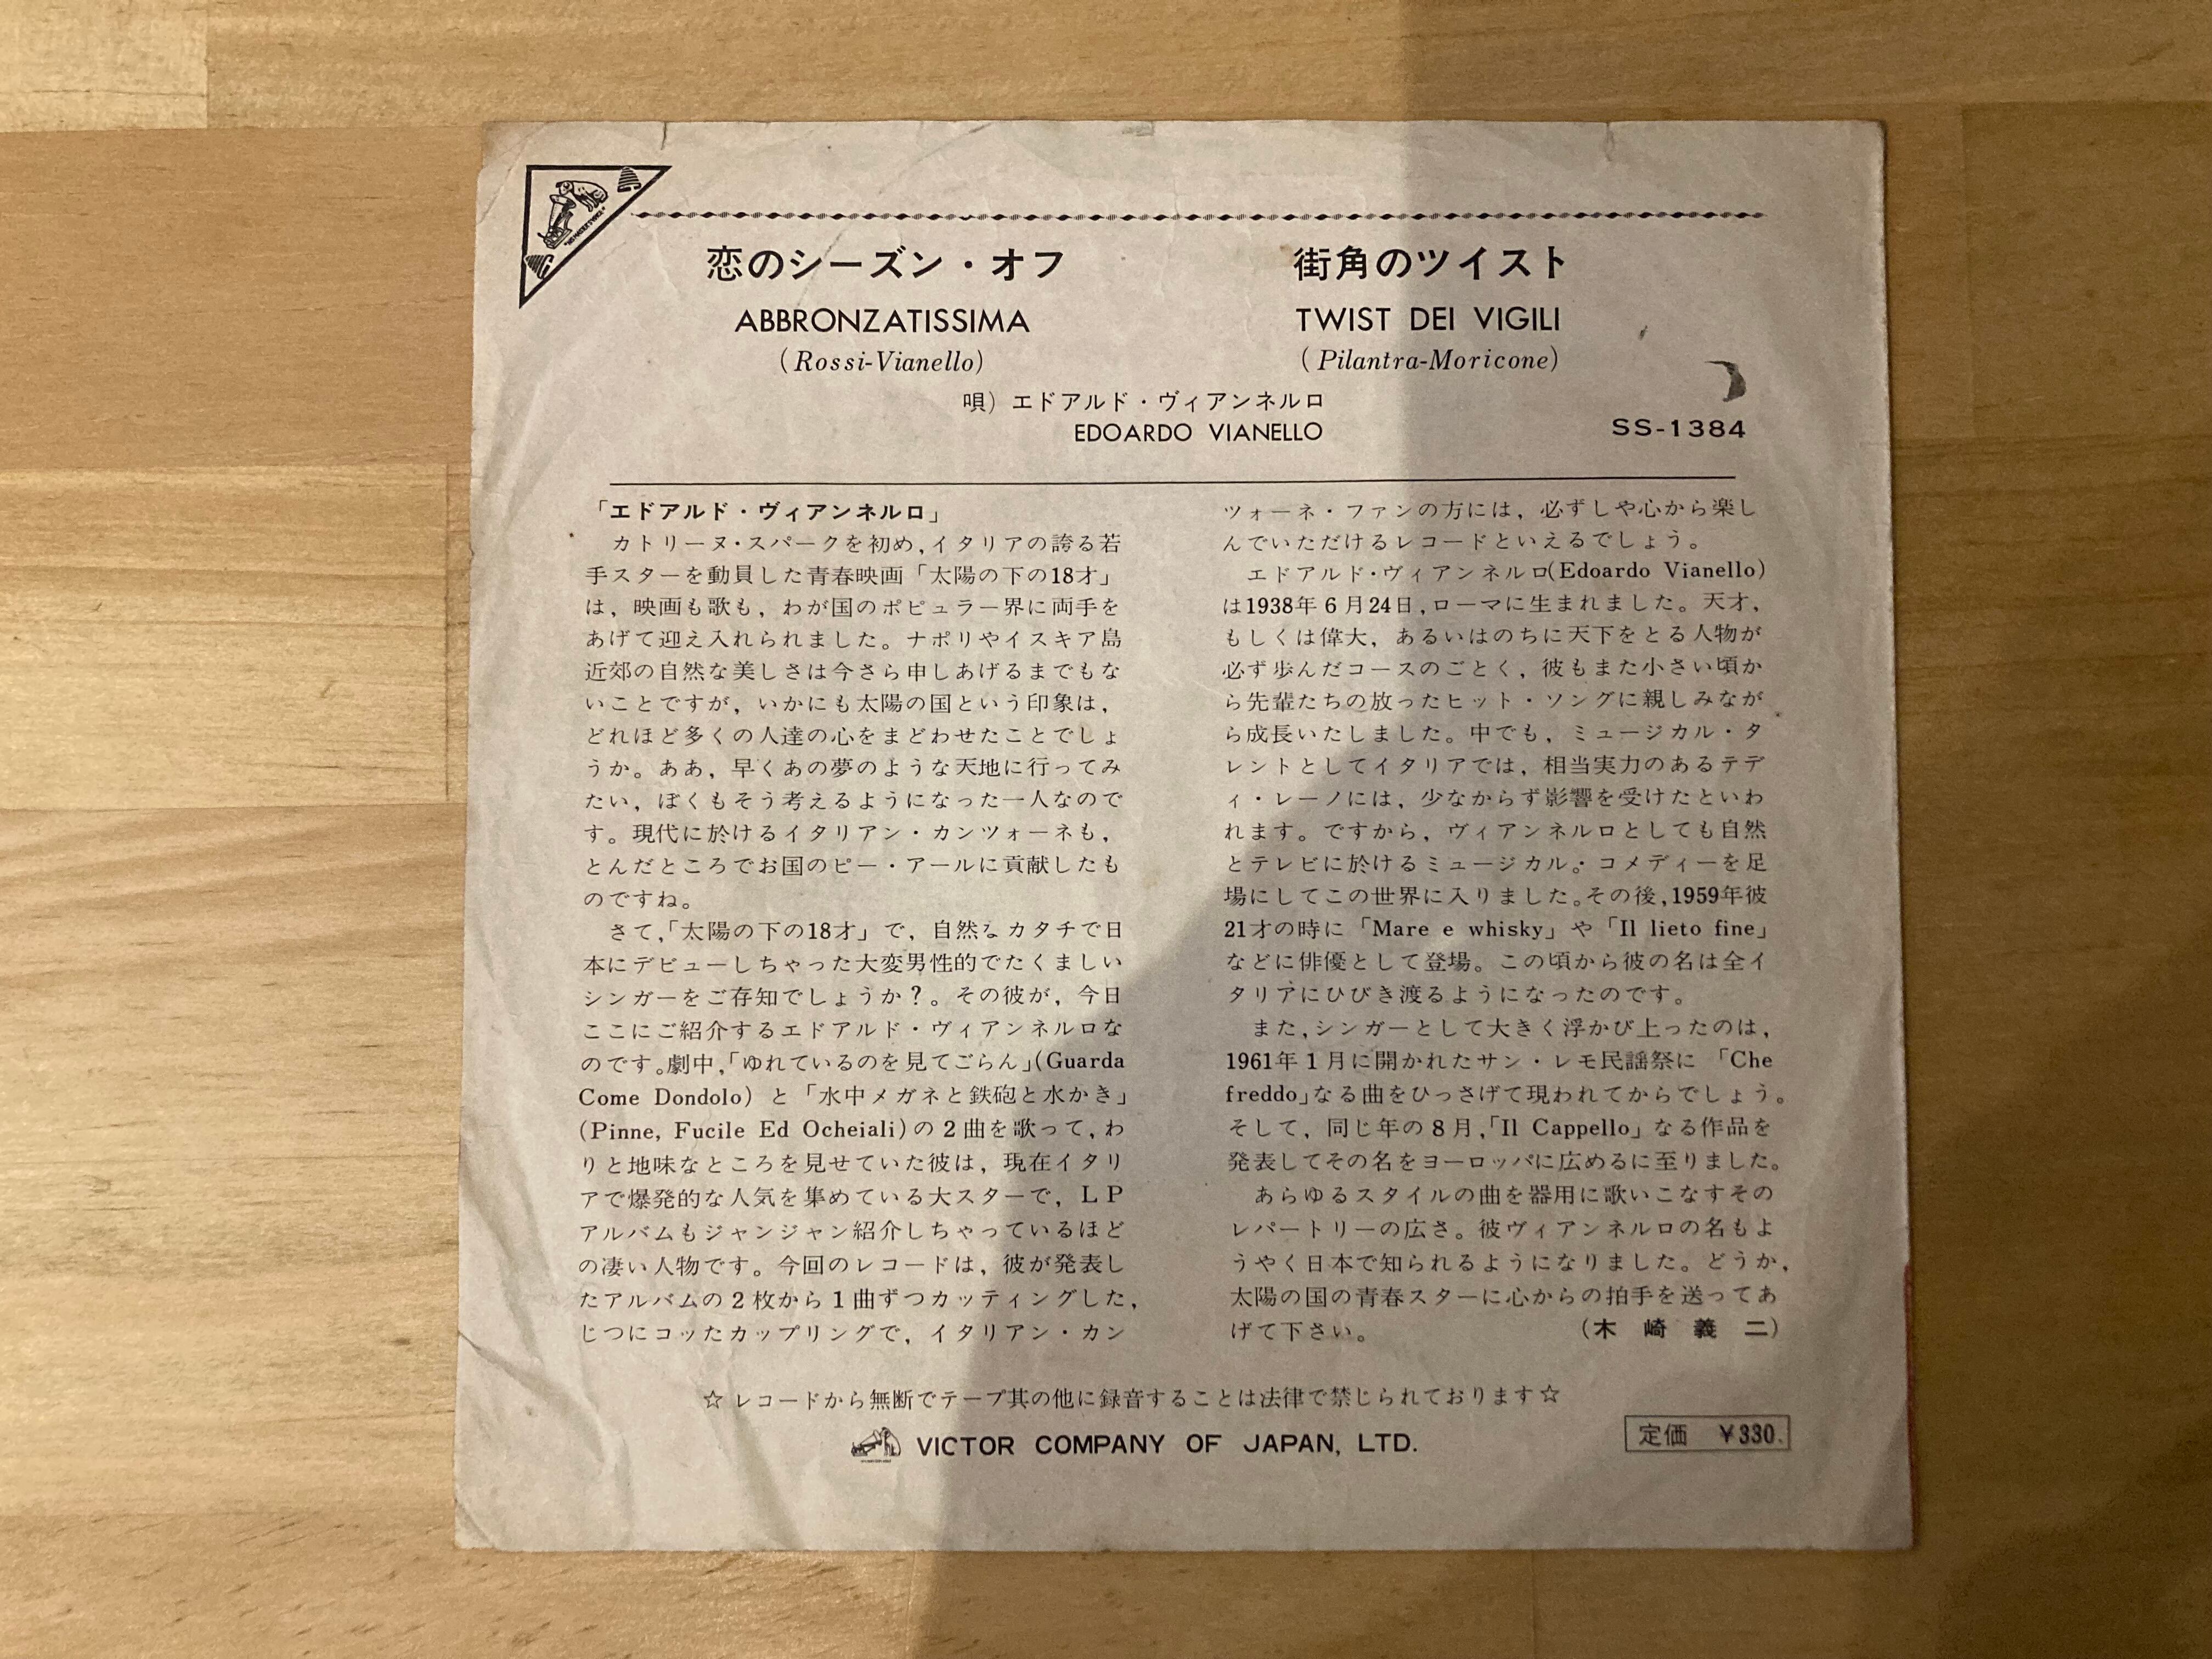 恋のシーズン・オフ
ABBRONZATISSIMA
(Rossi-Vianello)
街角のツイスト
TWIST DEI VIGILI
(Pilantra-Moricone)
唄) エドアルド・ヴィアンネルロ
EDOARDO VIANELLO
SS-1384
「エドアルド・ヴィアンネルロ」
カトリーヌ・スパークを初め,イタリアの誇る若
手スターを動員した青春映画「太陽の下の18才」
は,映画も歌も,わが国のポピュラー界に両手を
あげて迎え入れられました。ナポリやイスキア島
近郊の自然な美しさは今さら申しあげるまでもな
いことですが,いかにも太陽の国という印象は,
どれほど多くの人達の心をまどわせたことでしょ
うか。ああ,早くあの夢のような天地に行ってみ
たい,ぼくもそう考えるようになった一人なので
す。現代に於けるイタリアン・カンツォーネも,
とんだところでお国のピー・アールに貢献したも
のですね。
さて,「太陽の下の18才」で,自然なカタチで日
本にデビューしちゃった大変男性的でたくましい
シンガーをご存知でしょうか?。その彼が,今日
ここにご紹介するエドアルド・ヴィアンネルロな
のです。劇中,「ゆれているのを見てごらん」(Guarda
Come Dondolo) と「水中メガネと鉄砲と水かき」
(Pinne, Fucile Ed Ocheiali)の2曲を歌って,わ
りと地味なところを見せていた彼は,現在イタリ
アで爆発的な人気を集めている大スターで,LP
アルバムもジャンジャン紹介しちゃっているほど
の凄い人物です。今回のレコードは,彼が発表し
たアルバムの2枚から1曲ずつカッティングした,
じつにコッたカップリングで,イタリアン・カン
ツォーネ・ファンの方には,必ずしや心から楽し
んでいただけるレコードといえるでしょう。
エドアルド・ヴィアンネルロ(Edoardo Vianello)
は1938年6月24日,ローマに生まれました。天才,
もしくは偉大,あるいはのちに天下をとる人物が
必ず歩んだコースのごとく,彼もまた小さい頃か
ら先輩たちの放ったヒット・ソングに親しみなが
ら成長いたしました。中でも,ミュージカル・タ
レントとしてイタリアでは,相当実力のあるテデ
ィ・レーノには,少なからず影響を受けたといわ
れます。ですから,ヴィアンネルロとしても自然
とテレビに於けるミュージカル・コメディーを足
場にしてこの世界に入りました。その後,1959年彼
21才の時に「Mare e whisky」や「Il lieto fine」
などに俳優として登場。この頃から彼の名は全イ
タリアにひびき渡るようになったのです。
また,シンガーとして大きく浮かび上ったのは,
1961年1月に開かれたサン・レモ民謡祭に「Che
freddo」なる曲をひっさげて現われてからでしょう。
そして,同じ年の8月,「Il Cappello」なる作品を
発表してその名をヨーロッパに広めるに至りました。
あらゆるスタイルの曲を器用に歌いこなすその
レパートリーの広さ。彼ヴィアンネルロの名もよ
うやく日本で知られるようになりました。どうか,
太陽の国の青春スターに心からの拍手を送ってあ
げて下さい。 (木崎義二)
☆レコードから無断でテープ其の他に録音することは法律で禁じられております☆
VICTOR COMPANY OF JAPAN, LTD.
定価 ¥330.